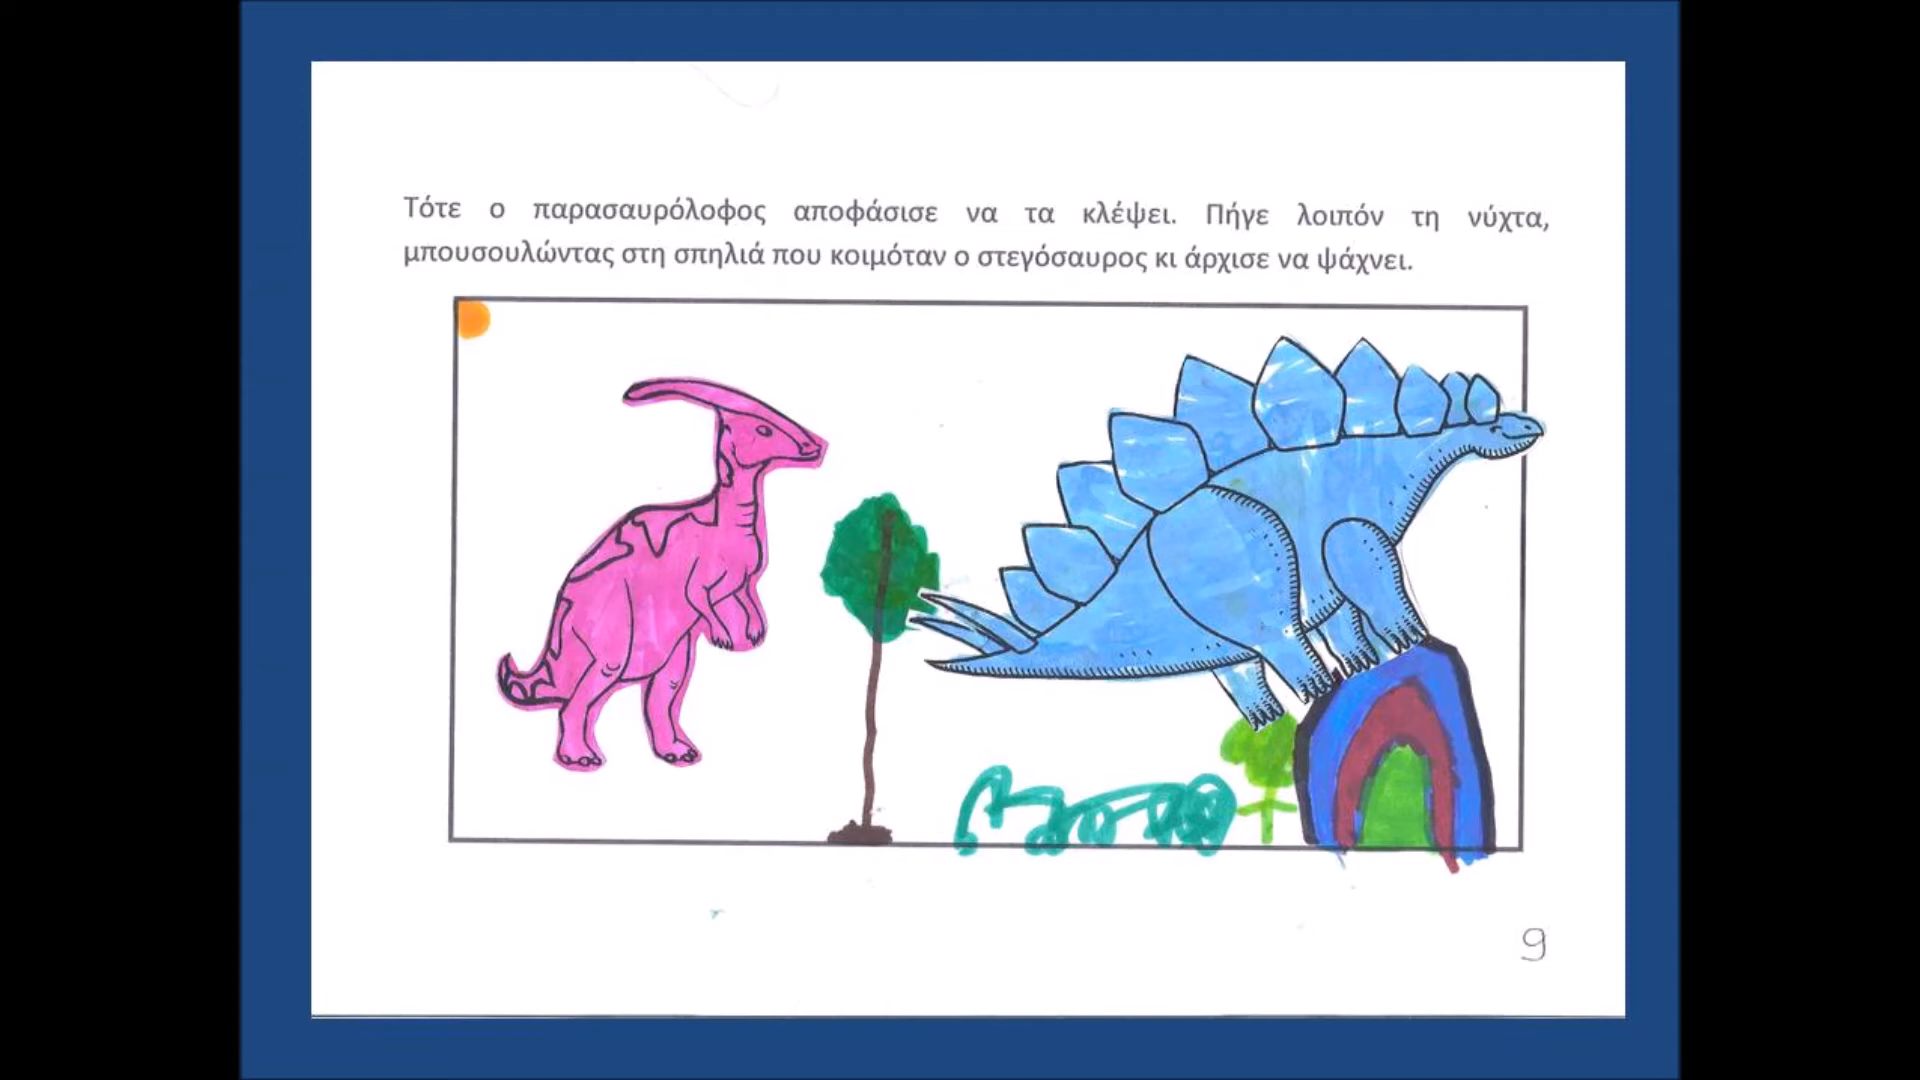 Τότε ο παρασαυρόλοφος αποφάσισε να τα κλέψει. Πήγε λοιπόν τη νύχτα,
μπουσουλώντας στη σπηλιά που κοιμόταν ο στεγόσαυρος κι άρχισε να ψάχνει.
9